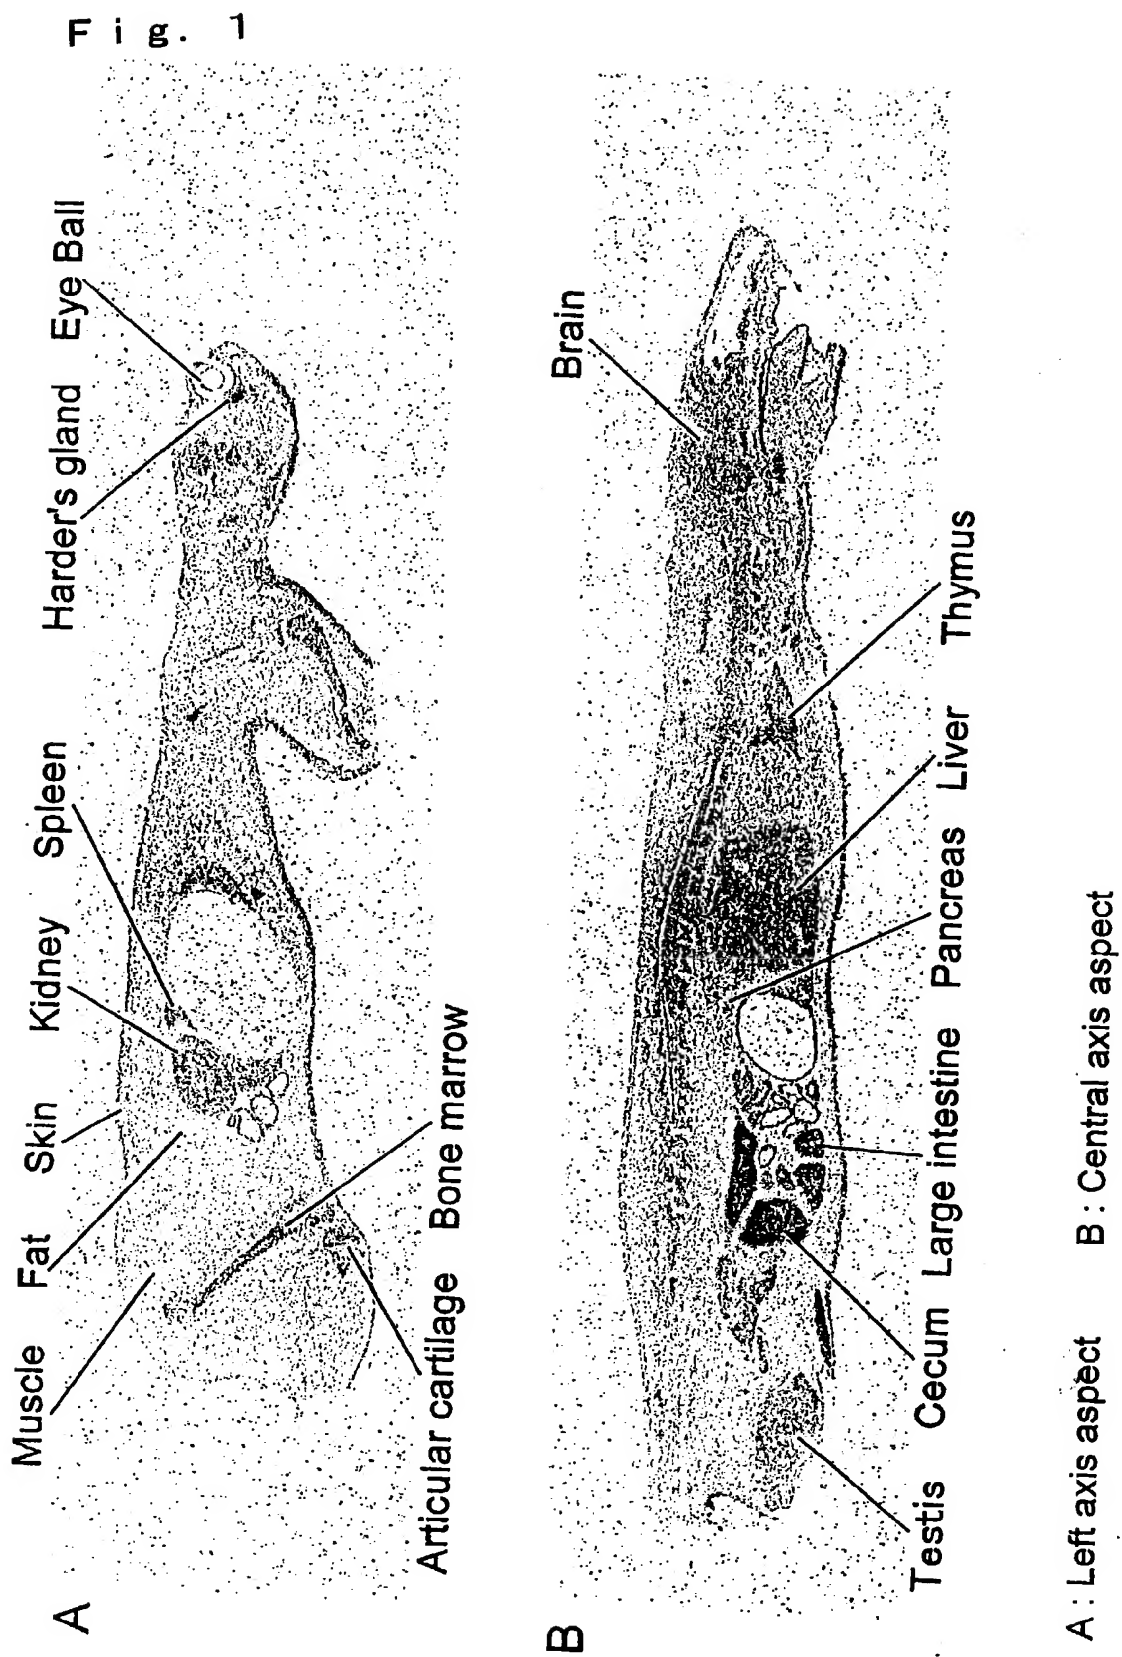 Fig. 1
A
Muscle Fat Skin Kidney Spleen Harder's gland Eye Ball
Articular cartilage Bone marrow
B
Brain
Testis Cecum Large intestine Pancreas Liver Thymus
A : Left axis aspect B : Central axis aspect